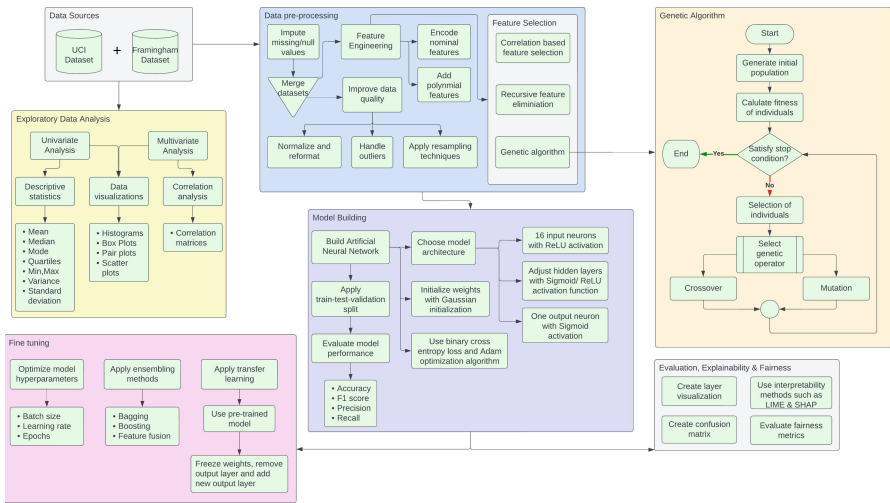 Data Sources
UCI
Dataset
+
Framingham
Dataset
Exploratory Data Analysis
Univariate
Analysis
Multivariate
Analysis
Descriptive
statistics
Data
visualizations
Correlation
analysis
• Mean
• Median
• Mode
• Quartiles
• Min,Max
• Variance
• Standard
deviation
• Histograms
• Box Plots
• Pair plots
• Scatter
plots
• Correlation
matrices
Data pre-processing
Impute
missing/null
values
Feature
Engineering
Encode
nominal
features
Merge
datasets
Improve data
quality
Add
polynmial
features
Normalize and
reformat
Handle
outliers
Apply resampling
techniques
Feature Selection
Correlation based
feature selection
Recursive feature
elimination
Genetic algorithm
Genetic Algorithm
Start
Generate initial
population
Calulate fitness
of individuals
Satisfy stop
condition?
Yes
End
No
Selection of
individuals
Select
genetic
operator
Crossover
Mutation
Model Building
Build Artificial
Neural Network
Choose model
architecture
16 input neurons
with ReLU activation
Apply
train-test-validation
split
Initialize weights
with Gaussian
initialization
Adjust hidden layers
with Sigmoid/ ReLU
activation function
Evaluate model
performance
Use binary cross
entropy loss and Adam
optimization algorithm
One output neuron
with Sigmoid
activation
• Accuracy
• F1 score
• Precision
• Recall
Fine tuning
Optimize model
hyperparameters
Apply ensembling
methods
Apply transfer
learning
• Batch size
• Learning rate
• Epochs
• Bagging
• Boosting
• Feature fusion
Use pre-trained
model
Freeze weights, remove
output layer and add
new output layer
Evaluation, Explainability & Fairness
Create layer
visualization
Use interpretability
methods such as
LIME & SHAP
Create confusion
matrix
Evaluate fairness
metrics